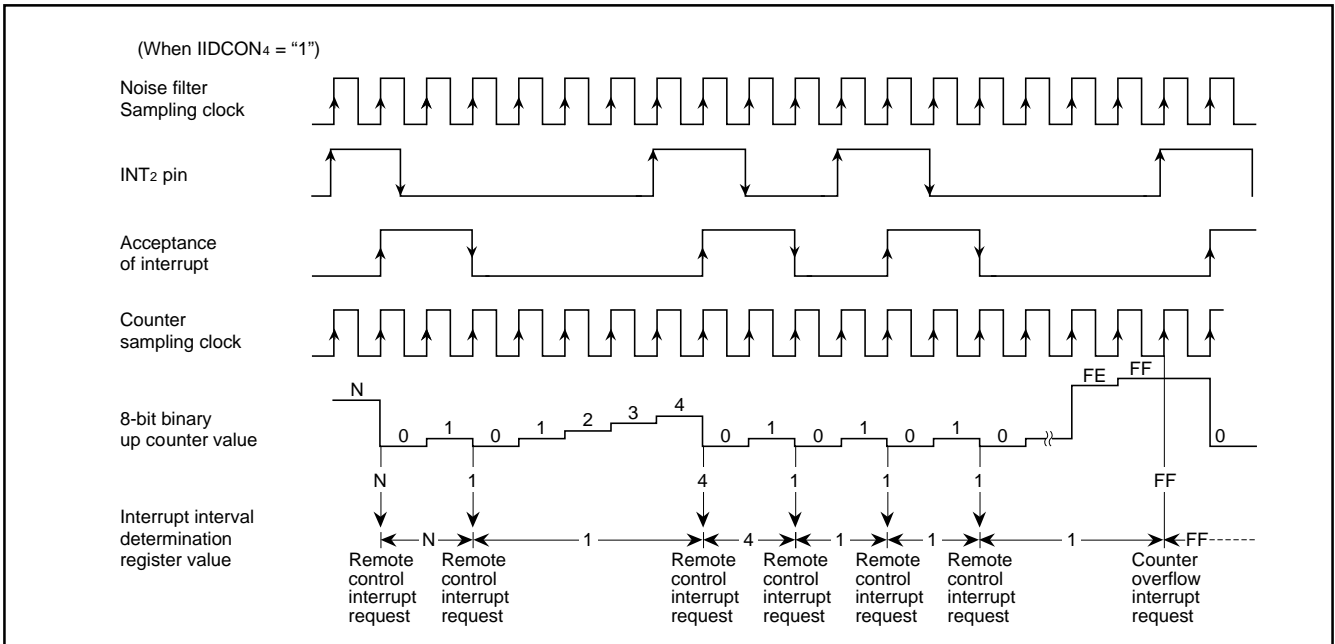 (When IIDCON4 = “1”)
Noise filter
Sampling clock
INT2 pin
Acceptance
of interrupt
Counter
sampling clock
N
FE
FF
8-bit binary
up counter value
0 1 0 1 2 3 4 0 1 0 1 0 1 0 0
N 1 4 1 1 1 FF
Interrupt interval
determination
register value
N 1 4 1 1 1 FF
Remote
control
interrupt
request
Remote
control
interrupt
request
Remote
control
interrupt
request
Remote
control
interrupt
request
Remote
control
interrupt
request
Remote
control
interrupt
request
Counter
overflow
interrupt
request